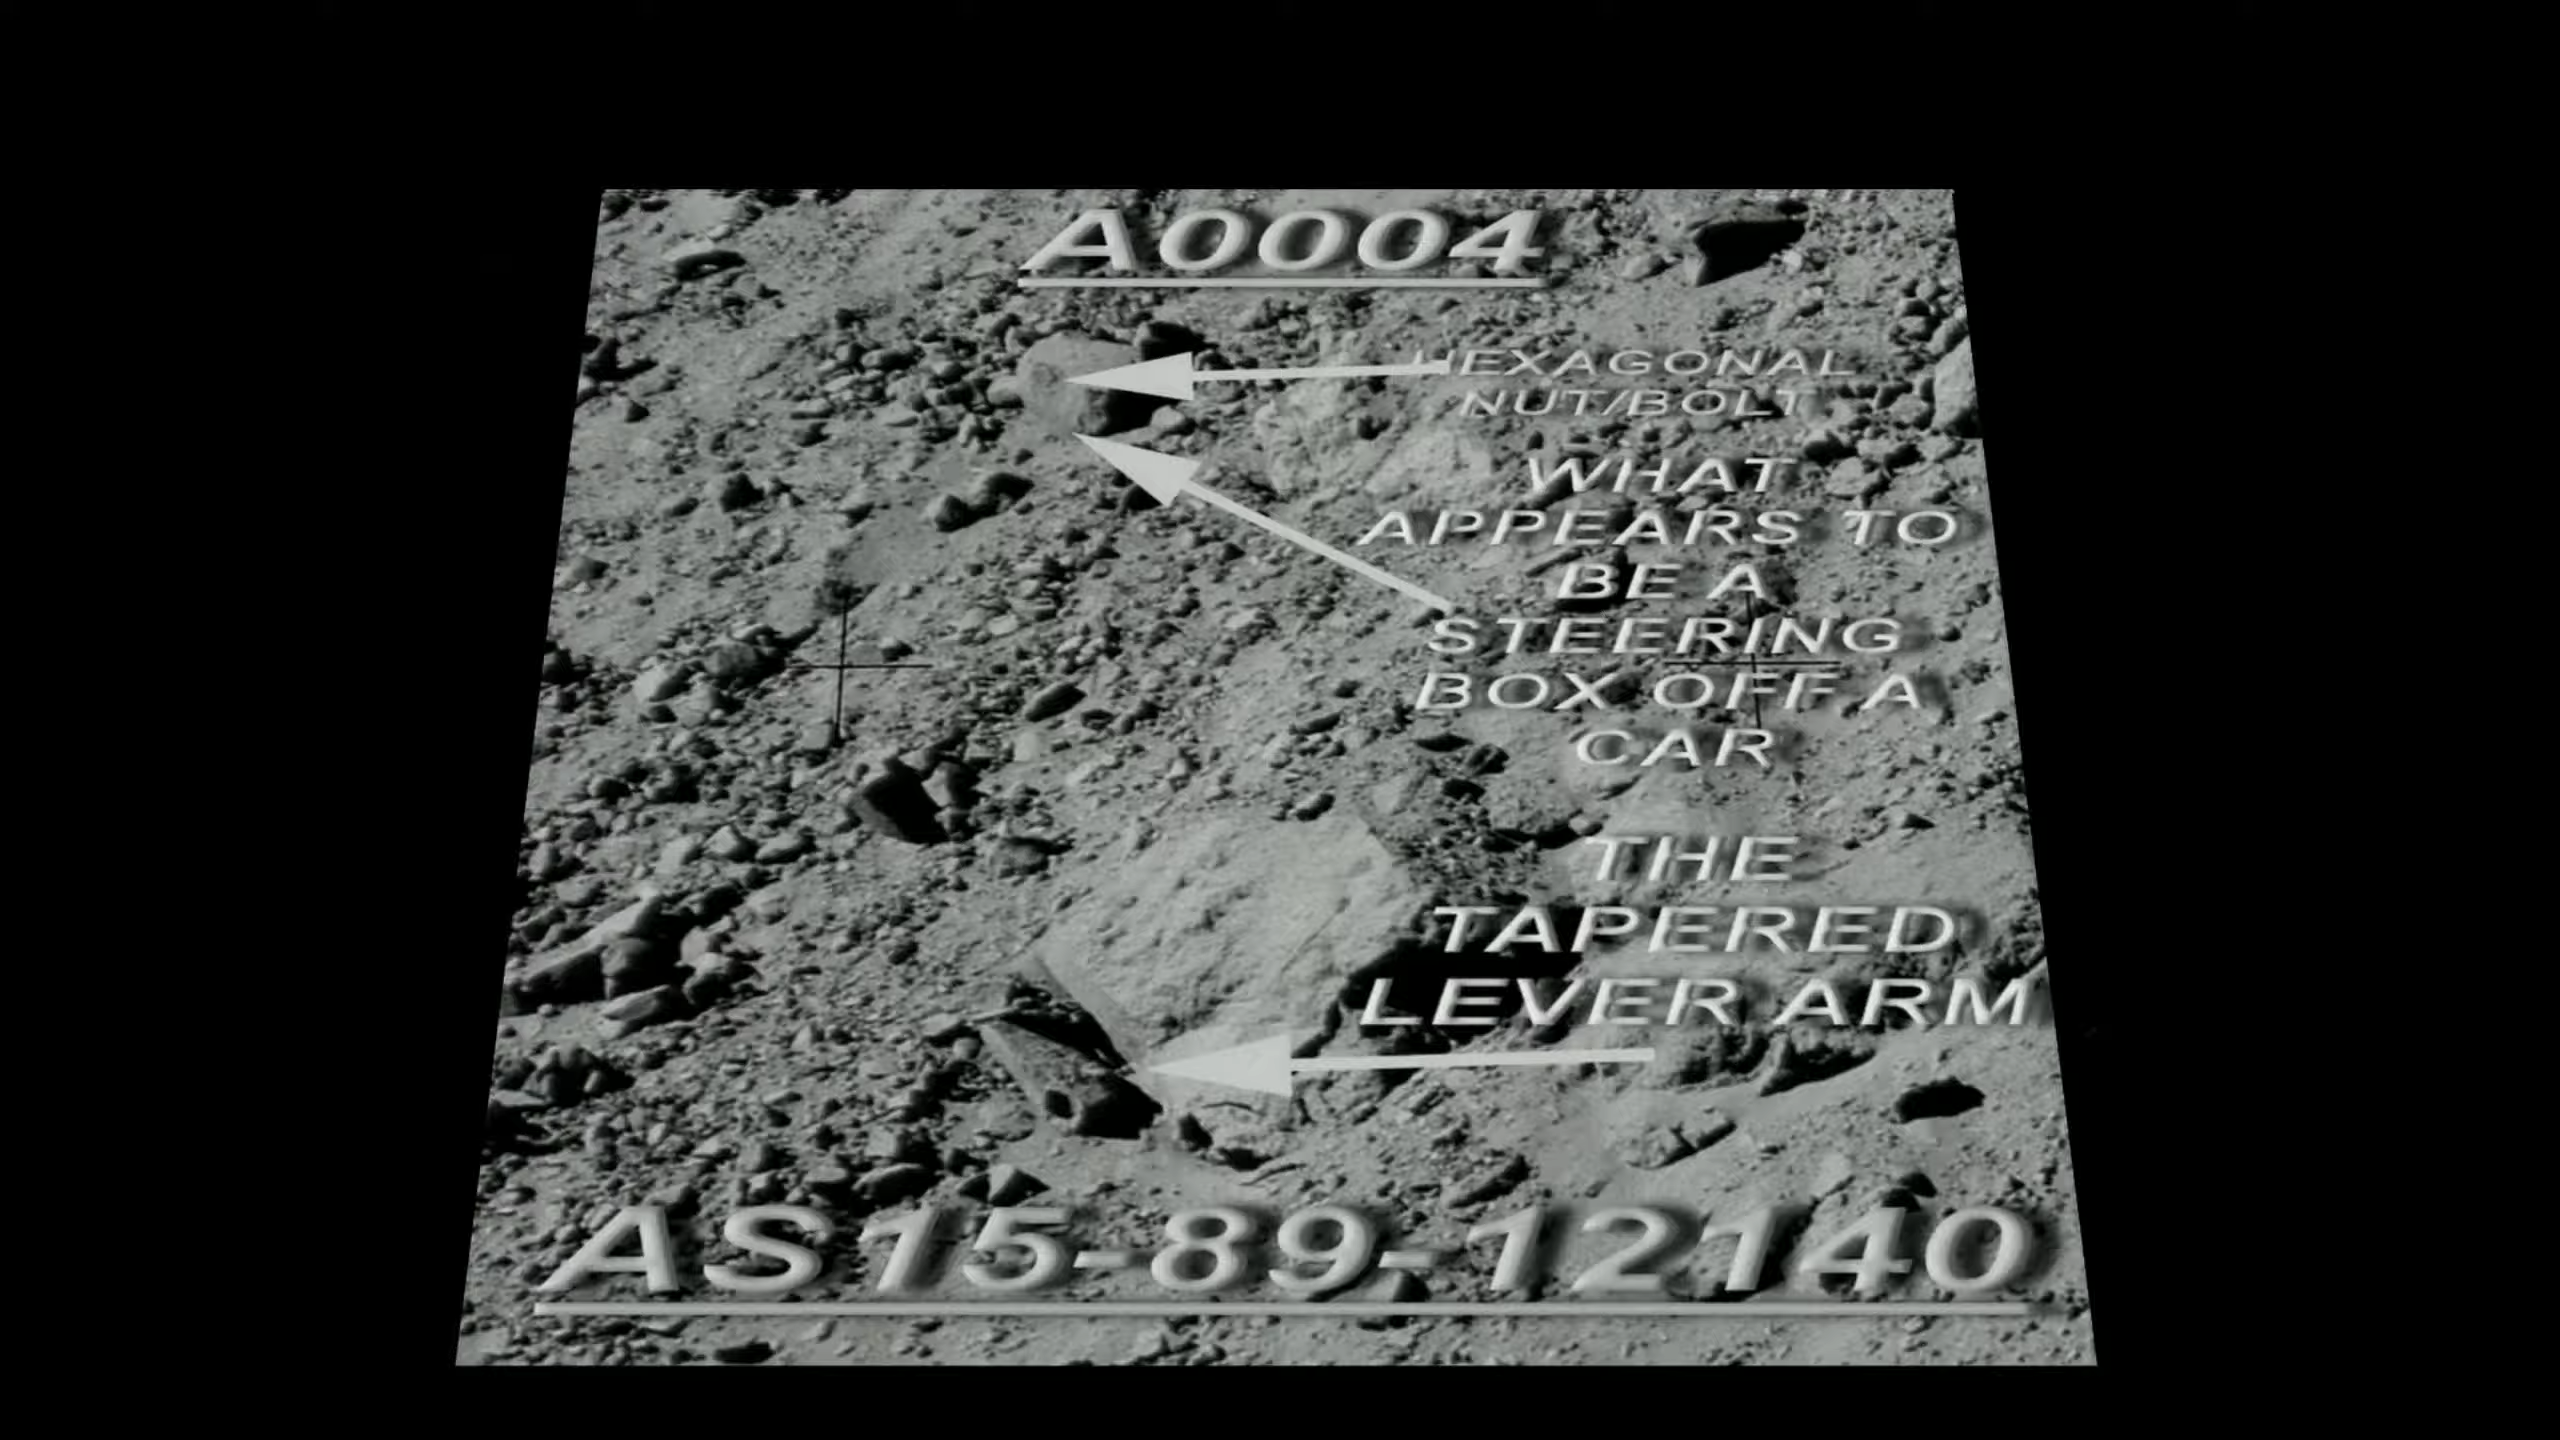 A0004
HEXAGONAL
NUT/BOLT
WHAT
APPEARS TO
BE A
STEERING
BOX OFF A
CAR
THE
TAPERED
LEVER ARM
AS15-89-12140